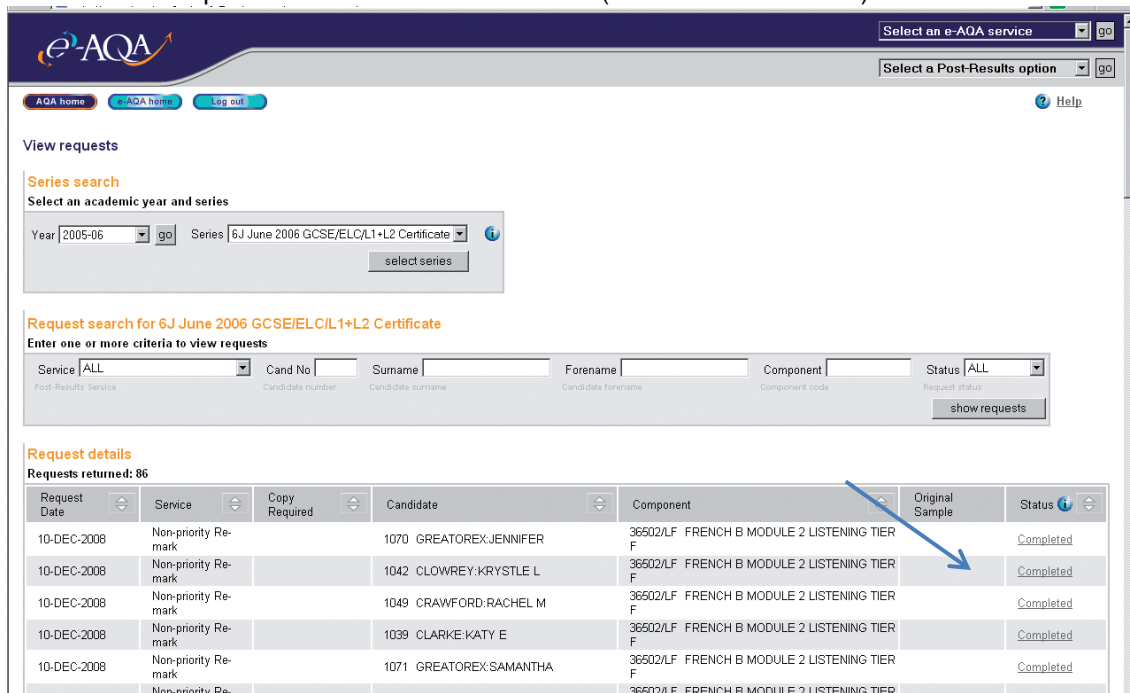 e-AQA
Select an e-AQA service go
Select a Post-Results option go
AQA home e-AQA home Log out Help
View requests
Series search
Select an academic year and series
Year 2005-06 go Series 6J June 2006 GCSE/ELC/L1+L2 Certificate
select series
Request search for 6J June 2006 GCSE/ELC/L1+L2 Certificate
Enter one or more criteria to view requests
Service ALL Cand No Surname Forename Component Status ALL
Post-Results Service Candidate number Candidate surname Candidate forename Component code Request status
show requests
Request details
Requests returned: 86
Request Date Service Copy Required Candidate Component Original Sample Status
10-DEC-2008 Non-priority Re-mark 1070 GREATOREX:JENNIFER 36502/LF FRENCH B MODULE 2 LISTENING TIER F Completed
10-DEC-2008 Non-priority Re-mark 1042 CLOWREY:KRYSTLE L 36502/LF FRENCH B MODULE 2 LISTENING TIER F Completed
10-DEC-2008 Non-priority Re-mark 1049 CRAWFORD:RACHEL M 36502/LF FRENCH B MODULE 2 LISTENING TIER F Completed
10-DEC-2008 Non-priority Re-mark 1039 CLARKE:KATY E 36502/LF FRENCH B MODULE 2 LISTENING TIER F Completed
10-DEC-2008 Non-priority Re-mark 1071 GREATOREX:SAMANTHA 36502/LF FRENCH B MODULE 2 LISTENING TIER F Completed
Non-priority Re- 36502/LF FRENCH B MODULE 2 LISTENING TIER